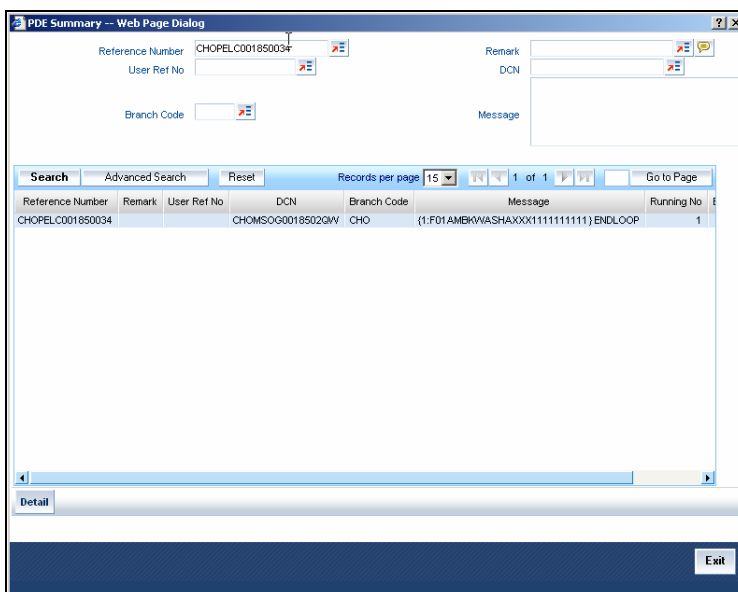 PDE Summary -- Web Page Dialog
Reference Number CHOPELC001850034 Remark
User Ref No DCN
Branch Code Message
Search Advanced Search Reset Records per page 15 1 of 1 Go to Page
Reference Number Remark User Ref No DCN Branch Code Message Running No
CHOPELC001850034 CHOMSOG0018502QW CHO {1:F01AMBKWASHAXXX1111111111}ENDLOOP 1
Detail
Exit